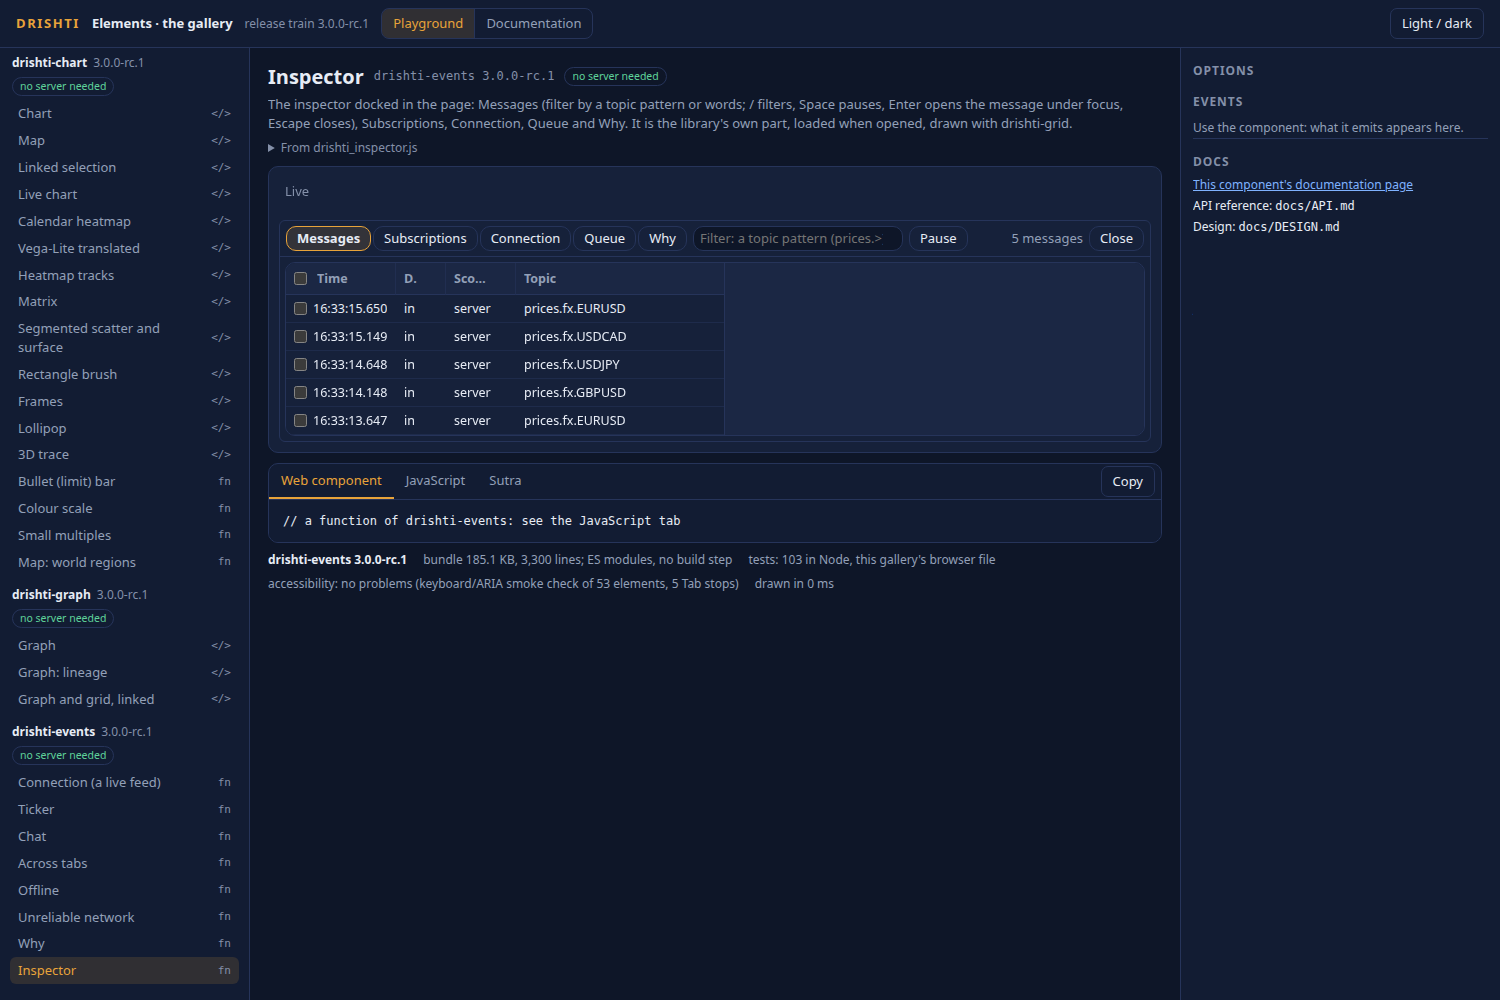 DRISHTI Elements · the gallery release train 3.0.0-rc.1 Playground Documentation Light / dark
drishti-chart 3.0.0-rc.1
no server needed
Chart </>
Map </>
Linked selection </>
Live chart </>
Calendar heatmap </>
Vega-Lite translated </>
Heatmap tracks </>
Matrix </>
Segmented scatter and
surface </>
Rectangle brush </>
Frames </>
Lollipop </>
3D trace </>
Bullet (limit) bar fn
Colour scale fn
Small multiples fn
Map: world regions fn
drishti-graph 3.0.0-rc.1
no server needed
Graph </>
Graph: lineage </>
Graph and grid, linked </>
drishti-events 3.0.0-rc.1
no server needed
Connection (a live feed) fn
Ticker fn
Chat fn
Across tabs fn
Offline fn
Unreliable network fn
Why fn
Inspector fn
Inspector drishti-events 3.0.0-rc.1 no server needed
The inspector docked in the page: Messages (filter by a topic pattern or words; / filters, Space pauses, Enter opens the message under focus,
Escape closes), Subscriptions, Connection, Queue and Why. It is the library's own part, loaded when opened, drawn with drishti-grid.
▶ From drishti_inspector.js
Live
Messages Subscriptions Connection Queue Why Filter: a topic pattern (prices.> Pause 5 messages Close
Time D. Sco... Topic
16:33:15.650 in server prices.fx.EURUSD
16:33:15.149 in server prices.fx.USDCAD
16:33:14.648 in server prices.fx.USDJPY
16:33:14.148 in server prices.fx.GBPUSD
16:33:13.647 in server prices.fx.EURUSD
Web component JavaScript Sutra Copy
// a function of drishti-events: see the JavaScript tab
drishti-events 3.0.0-rc.1 bundle 185.1 KB, 3,300 lines; ES modules, no build step tests: 103 in Node, this gallery's browser file
accessibility: no problems (keyboard/ARIA smoke check of 53 elements, 5 Tab stops) drawn in 0 ms
OPTIONS
EVENTS
Use the component: what it emits appears here.
DOCS
This component's documentation page
API reference: docs/API.md
Design: docs/DESIGN.md